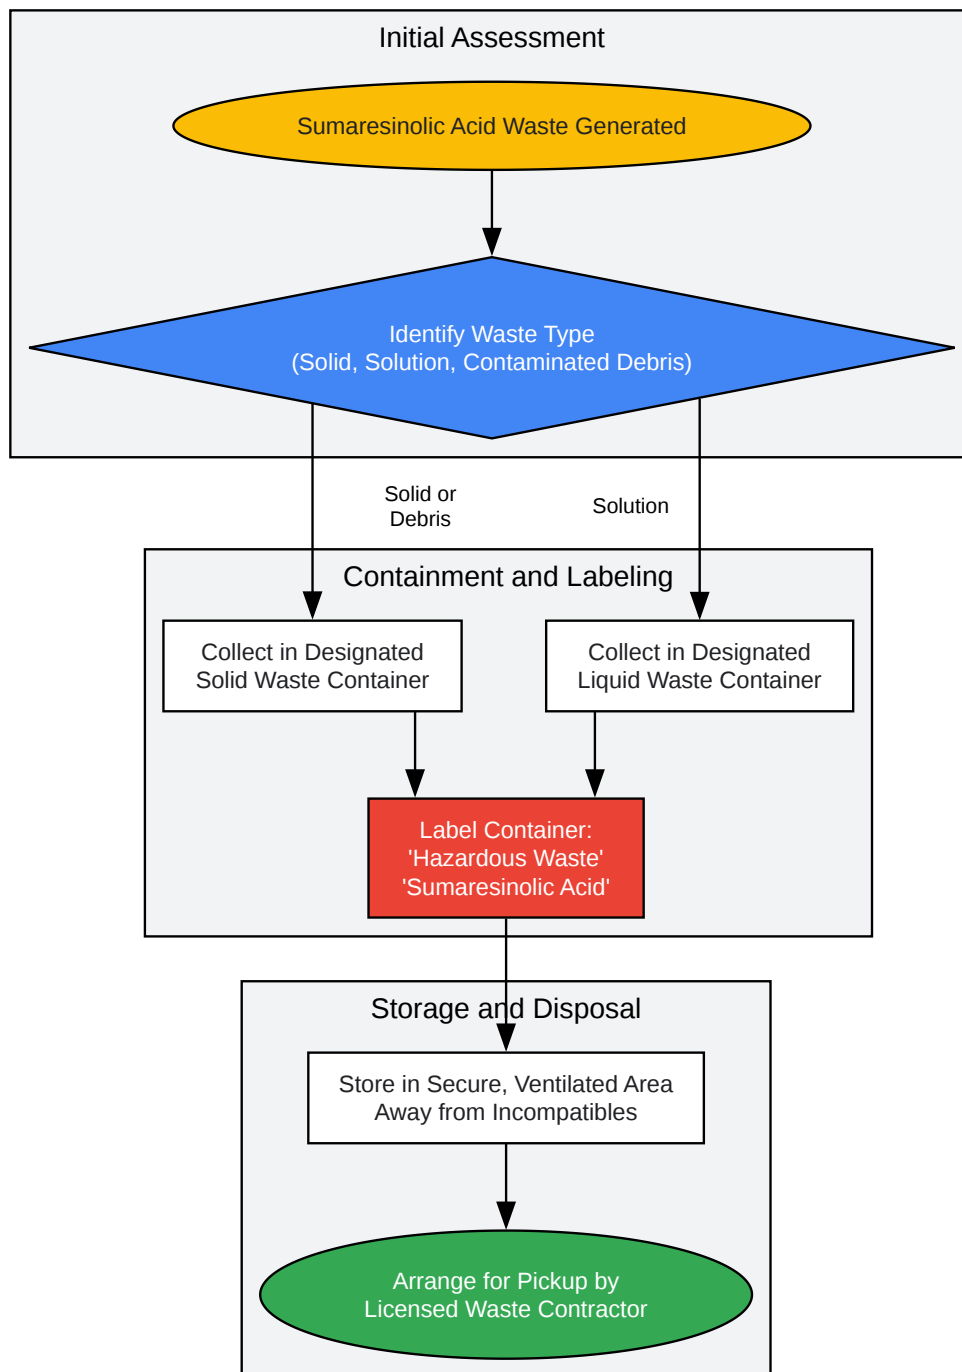 Initial Assessment
Sumaresinolic Acid Waste Generated
Identify Waste Type
(Solid, Solution, Contaminated Debris)
Solid or
Debris
Solution
Containment and Labeling
Collect in Designated
Solid Waste Container
Collect in Designated
Liquid Waste Container
Label Container:
'Hazardous Waste'
'Sumaresinolic Acid'
Storage and Disposal
Store in Secure, Ventilated Area
Away from Incompatibles
Arrange for Pickup by
Licensed Waste Contractor